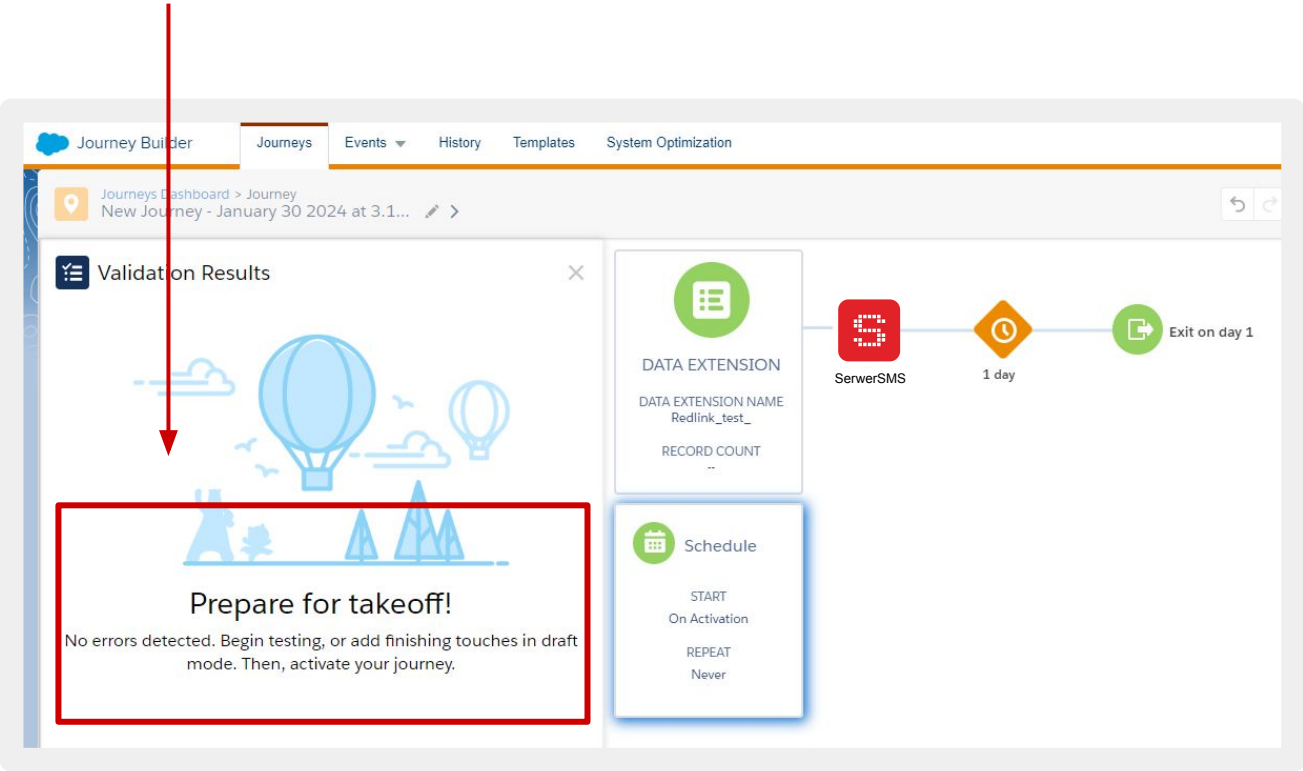 Journey Builder
Journeys
Events
History
Templates
System Optimization
Journeys Dashboard > Journey
New Journey - January 30 2024 at 3.1...
Validation Results
Prepare for takeoff!
No errors detected. Begin testing, or add finishing touches in draft
mode. Then, activate your journey.
DATA EXTENSION
DATA EXTENSION NAME
Redlink_test_
RECORD COUNT
--
SerwerSMS
1 day
Exit on day 1
Schedule
START
On Activation
REPEAT
Never